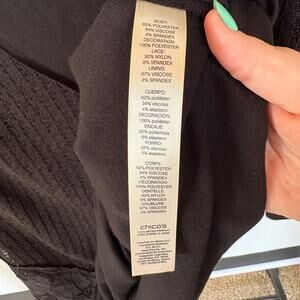 BODY:
62% POLYESTER
34% VISCOSE
4% SPANDEX
DECORATION:
100% POLYESTER
LACE:
92% NYLON
8% SPANDEX
LINING:
97% VISCOSE
3% SPANDEX
CUERPO:
62% poliéster
34% viscosa
4% elastano
DECORACIÓN:
100% poliéster
ENCAJE:
92% poliamida
8% elastano
FORRO:
97% viscosa
3% elastano
CORPS:
62% POLYESTER
34% VISCOSE
4% SPANDEX
DÉCORATION:
100% POLYESTER
DENTELLE:
92% NYLON
8% SPANDEX
DOUBLURE:
97% VISCOSE
3% SPANDEX
chico's